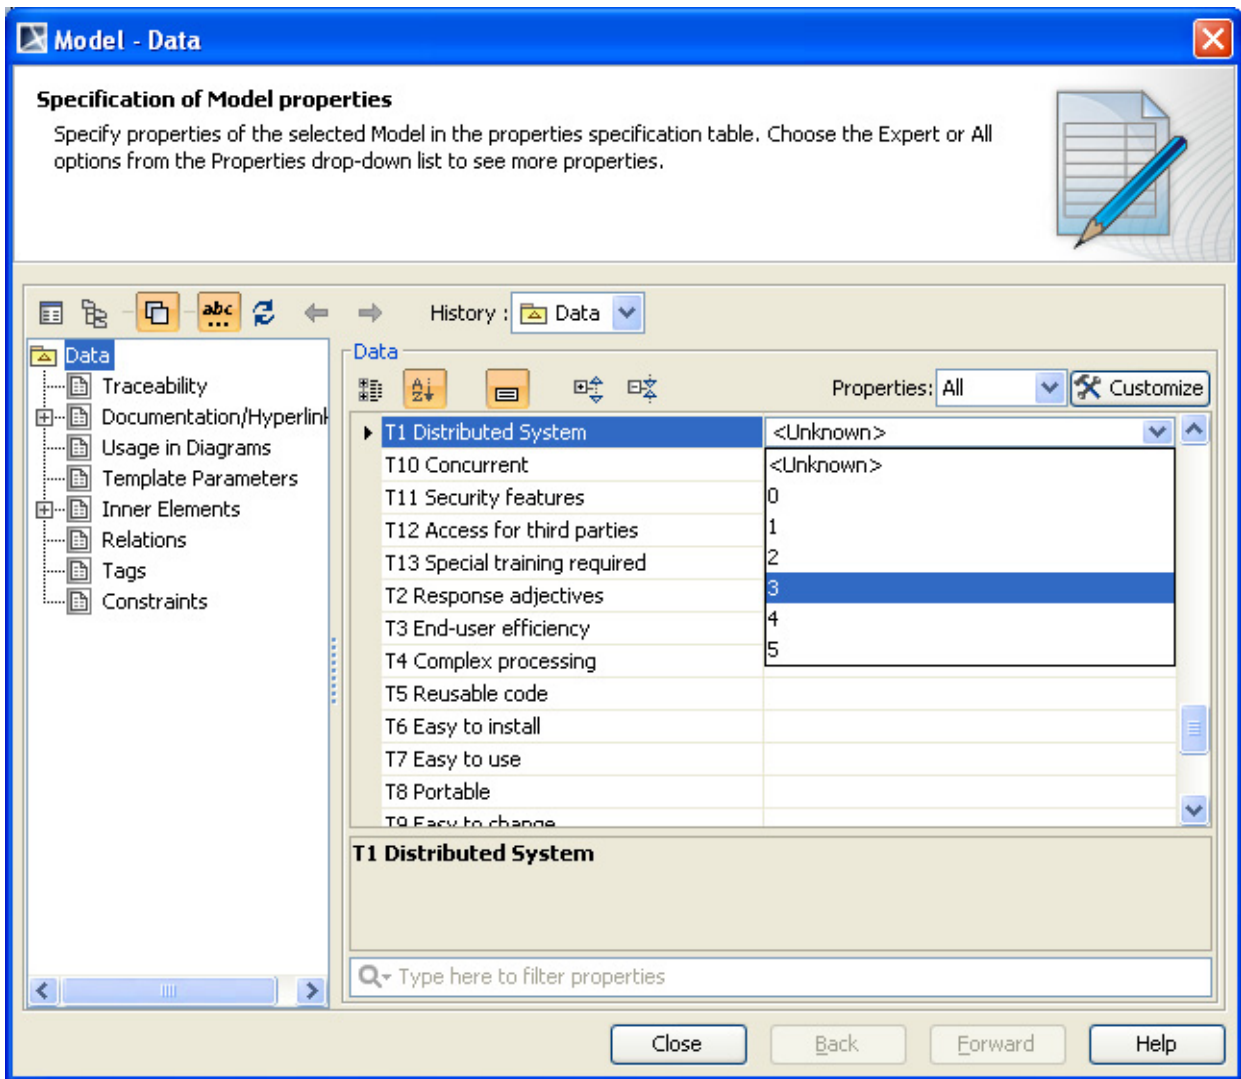 Model - Data
Specification of Model properties
Specify properties of the selected Model in the properties specification table. Choose the Expert or All
options from the Properties drop-down list to see more properties.
abc
History : Data
Data
Traceability
Documentation/Hyperlink
Usage in Diagrams
Template Parameters
Inner Elements
Relations
Tags
Constraints
Data
Properties: All Customize
T1 Distributed System <Unknown>
T10 Concurrent <Unknown>
T11 Security features 0
T12 Access for third parties 1
T13 Special training required 2
T2 Response adjectives 3
T3 End-user efficiency 4
T4 Complex processing 5
T5 Reusable code
T6 Easy to install
T7 Easy to use
T8 Portable
T9 Easy to change
T1 Distributed System
Type here to filter properties
Close Back Forward Help